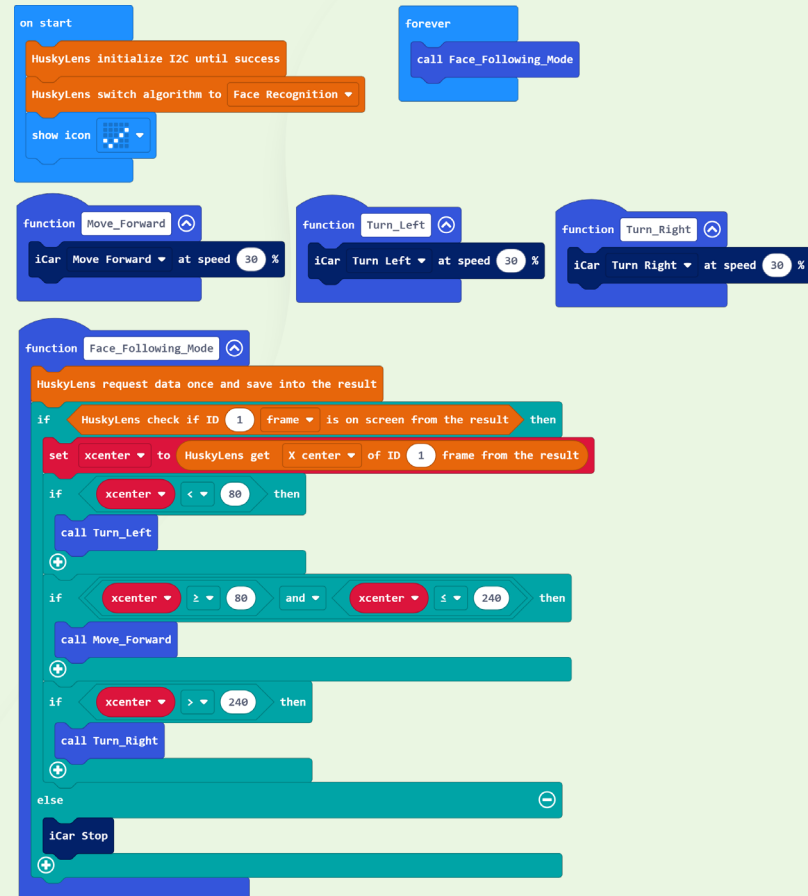 on start
HuskyLens initialize I2C until success
HuskyLens switch algorithm to Face Recognition
show icon
forever
call Face_Following_Mode
function Move_Forward
iCar Move Forward at speed 30 %
function Turn_Left
iCar Turn Left at speed 30 %
function Turn_Right
iCar Turn Right at speed 30 %
function Face_Following_Mode
HuskyLens request data once and save into the result
if HuskyLens check if ID 1 frame is on screen from the result then
set xcenter to HuskyLens get X center of ID 1 frame from the result
if xcenter < 80 then
call Turn_Left
if xcenter ≥ 80 and xcenter ≤ 240 then
call Move_Forward
if xcenter > 240 then
call Turn_Right
else
iCar Stop